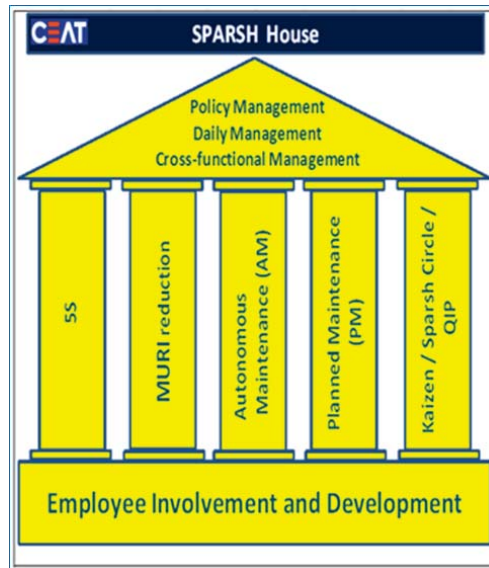 CEAT
SPARSH House
Policy Management
Daily Management
Cross-functional Management
5S
MURI reduction
Autonomous
Maintenance (AM)
Planned Maintenance
(PM)
Kaizen / Sparsh Circle /
QIP
Employee Involvement and Development